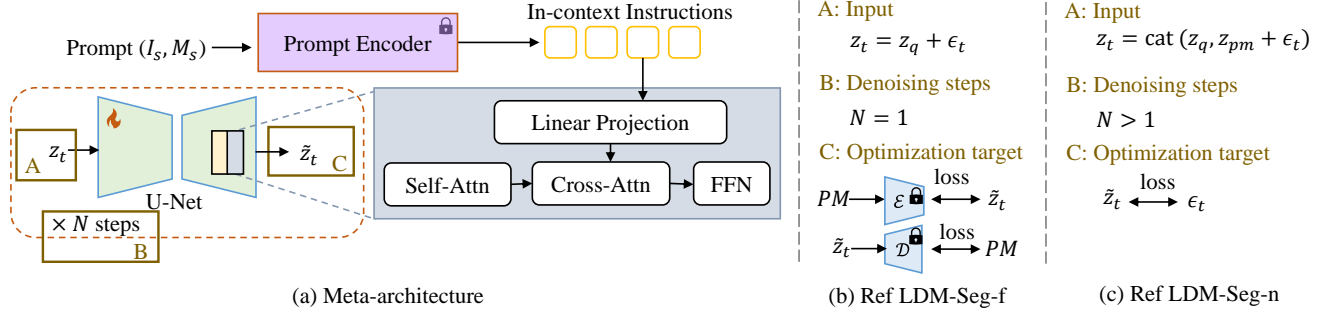 In-context Instructions
Prompt (I_s, M_s)
Prompt Encoder
Linear Projection
z_t
A
U-Net
z̃_t
C
Self-Attn
Cross-Attn
FFN
× N steps
B
(a) Meta-architecture
A: Input
z_t = z_q + ϵ_t
B: Denoising steps
N = 1
C: Optimization target
PM
ℰ
loss
z̃_t
z̃_t
𝒟
loss
PM
(b) Ref LDM-Seg-f
A: Input
z_t = cat (z_q, z_pm + ϵ_t)
B: Denoising steps
N > 1
C: Optimization target
z̃_t
loss
ϵ_t
(c) Ref LDM-Seg-n